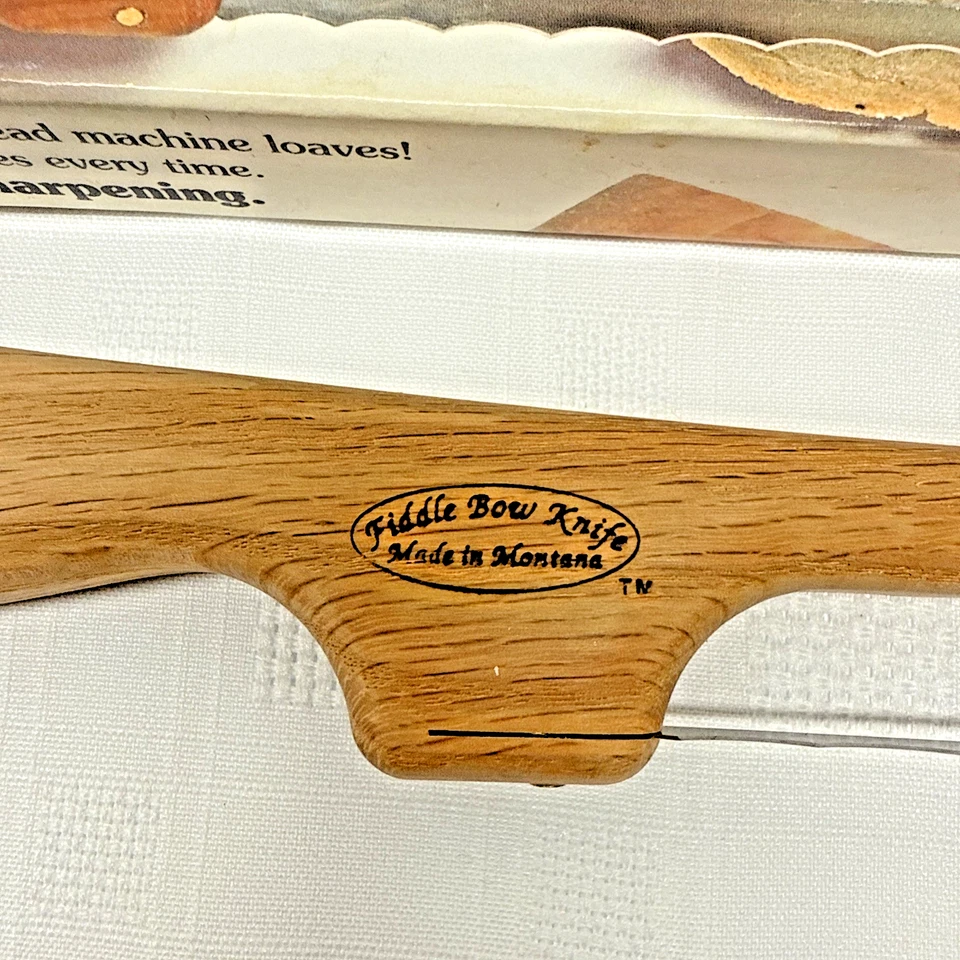 ead machine loaves!
es every time.
harpening.
Fiddle Bow Knife
Made in Montana
TM